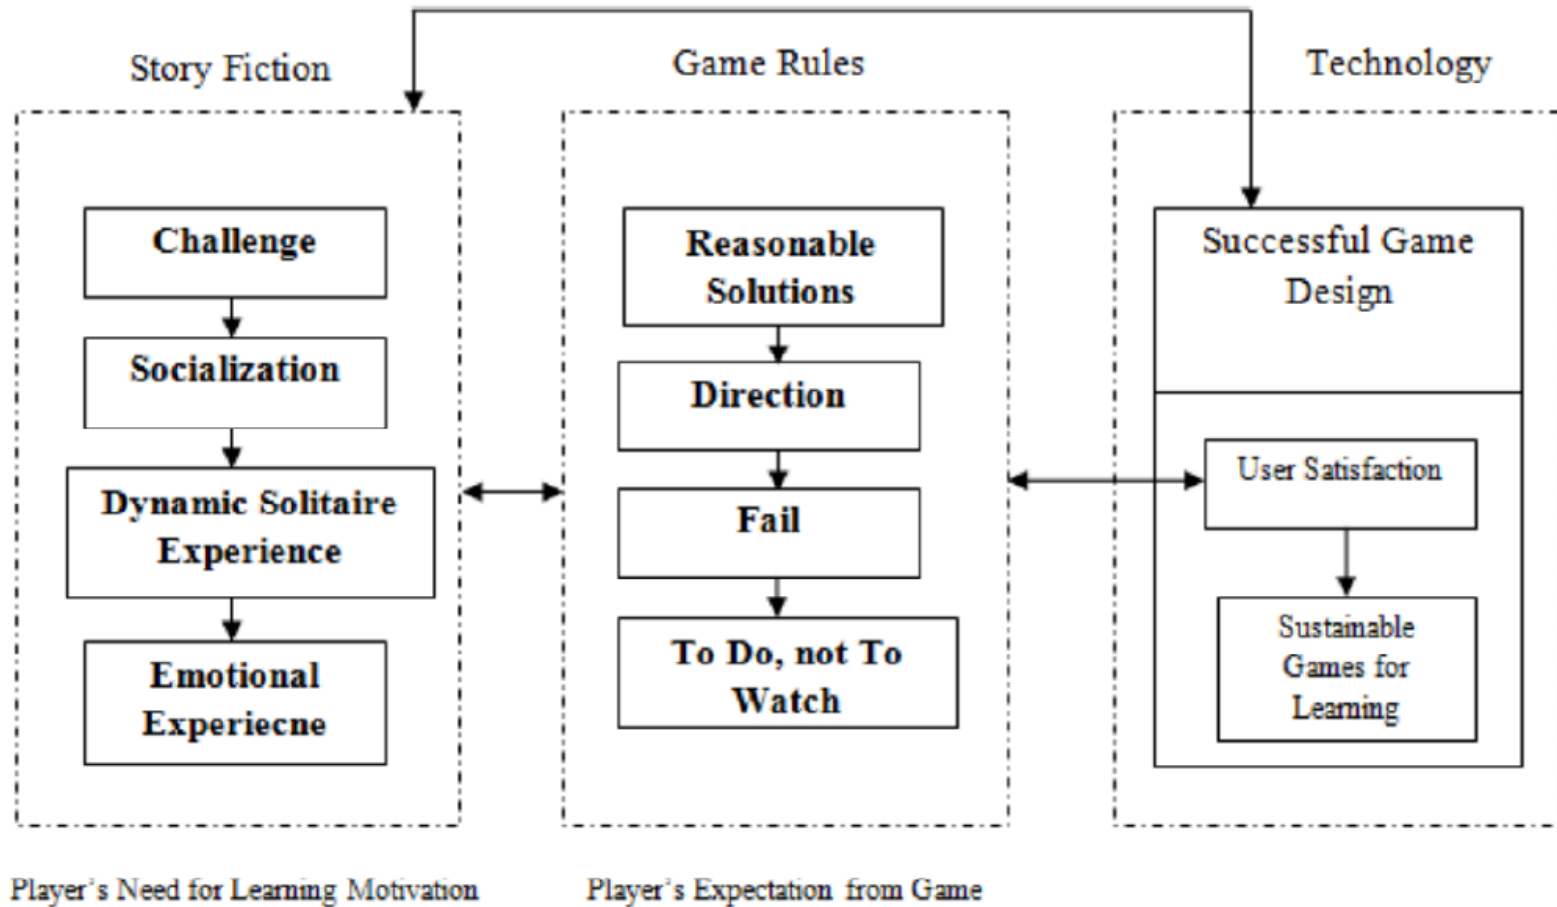 Story Fiction
Challenge
Socialization
Dynamic Solitaire
Experience
Emotional
Experiecne
Player's Need for Learning Motivation
Game Rules
Reasonable
Solutions
Direction
Fail
To Do, not To
Watch
Player's Expectation from Game
Technology
Successful Game
Design
User Satisfaction
Sustainable
Games for
Learning